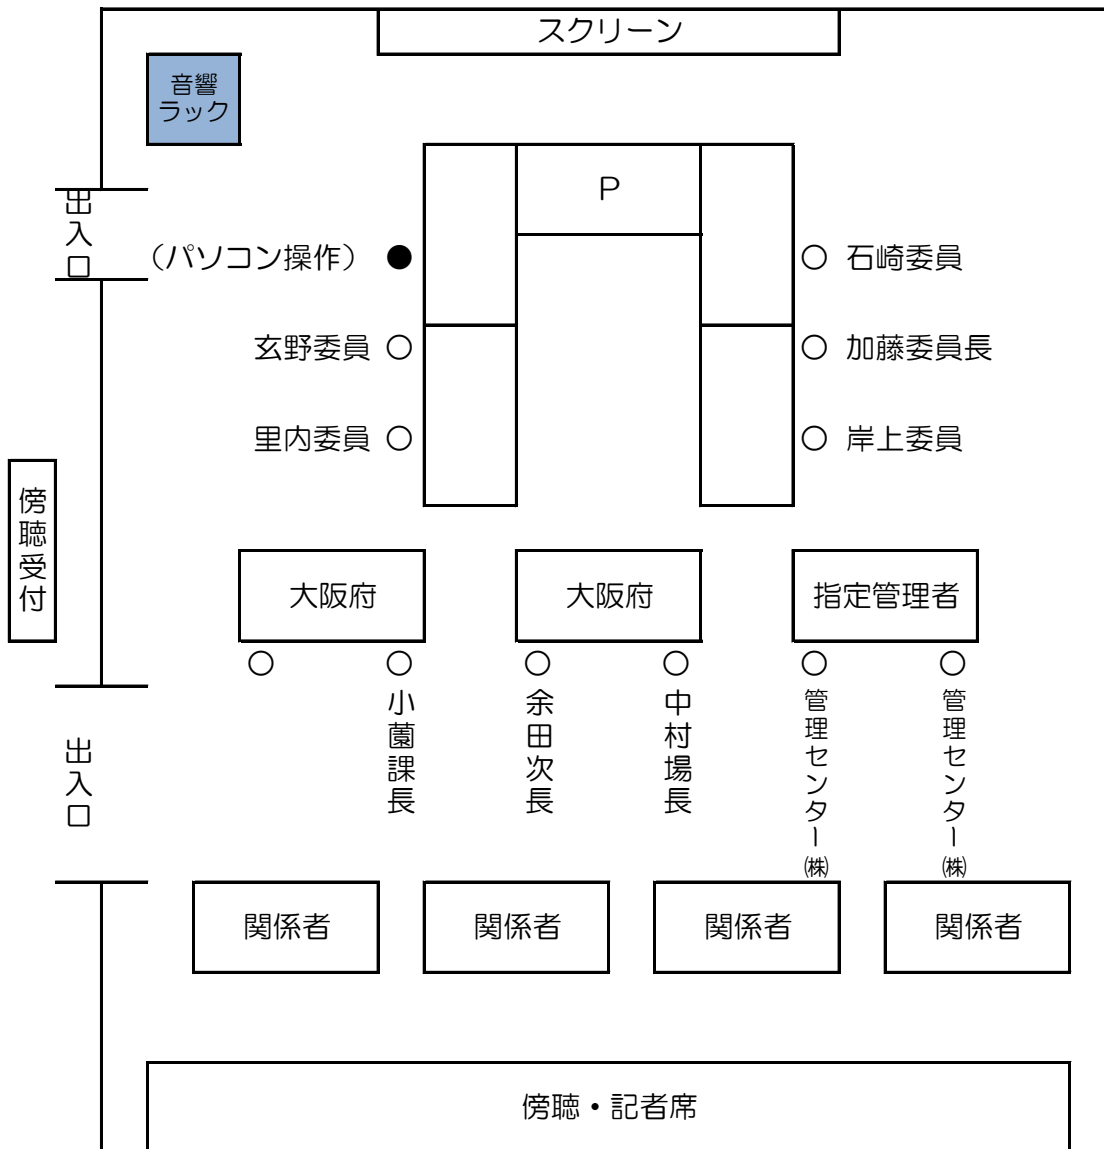 スクリーン
音響
ラック
P
出入口
（パソコン操作）●
○ 石崎委員
玄野委員 ○
○ 加藤委員長
里内委員 ○
○ 岸上委員
傍聴受付
大阪府
大阪府
指定管理者
○
○
○
○
○
○
小薗課長
余田次長
中村場長
管理センター㈱
管理センター㈱
出入口
関係者
関係者
関係者
関係者
傍聴・記者席